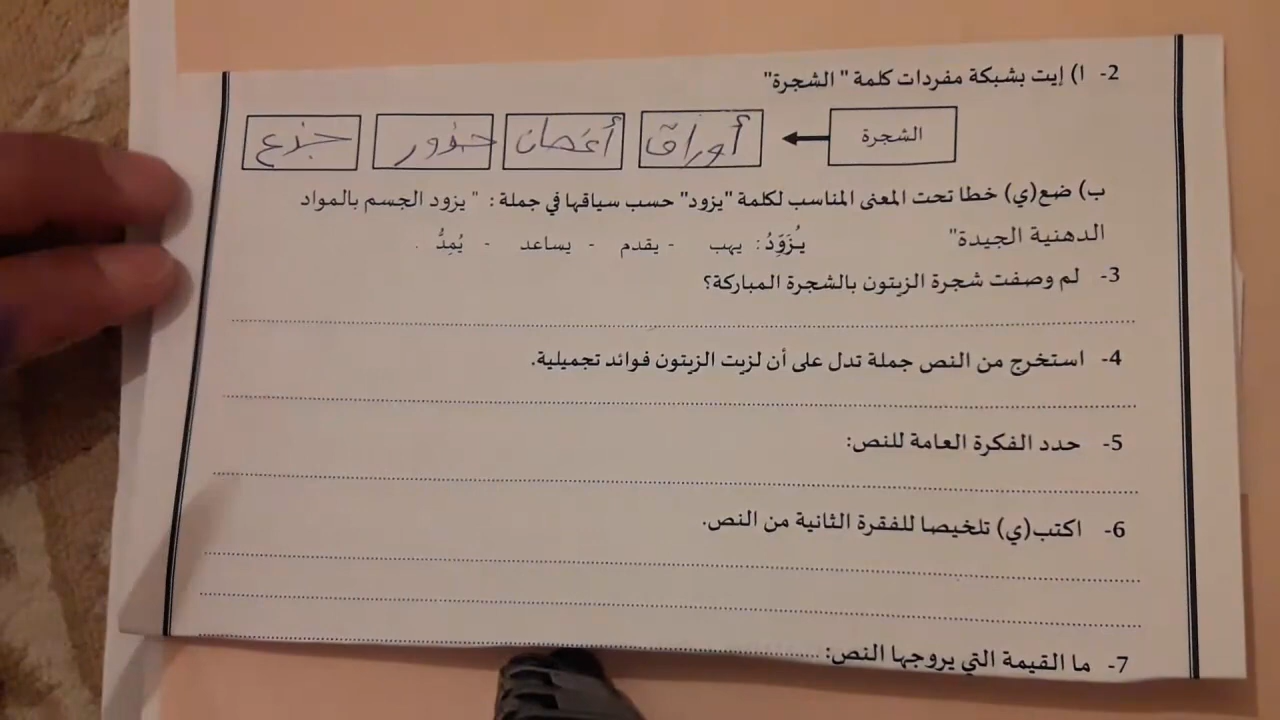 2- ا) إيت بشبكة مفردات كلمة " الشجرة"
الشجرة أوراق أغصان جذور جذع
ب) ضع(ي) خطا تحت المعنى المناسب لكلمة "يزود" حسب سياقها في جملة : " يزود الجسم بالمواد
الدهنية الجيدة" يُزَوِّدُ : يهب - يقدم - يساعد - يُمِدُّ .
3- لم وصفت شجرة الزيتون بالشجرة المباركة؟
4- استخرج من النص جملة تدل على أن لزيت الزيتون فوائد تجميلية.
5- حدد الفكرة العامة للنص:
6- اكتب(ي) تلخيصا للفقرة الثانية من النص.
7- ما القيمة التي يروجها النص: